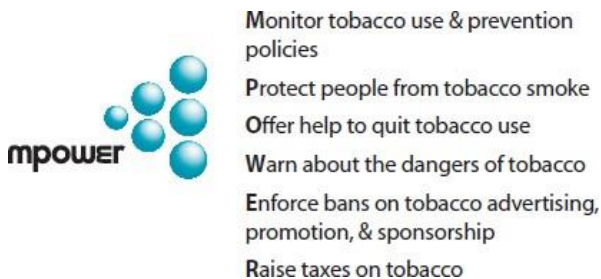 mpower
Monitor tobacco use & prevention
policies
Protect people from tobacco smoke
Offer help to quit tobacco use
Warn about the dangers of tobacco
Enforce bans on tobacco advertising,
promotion, & sponsorship
Raise taxes on tobacco